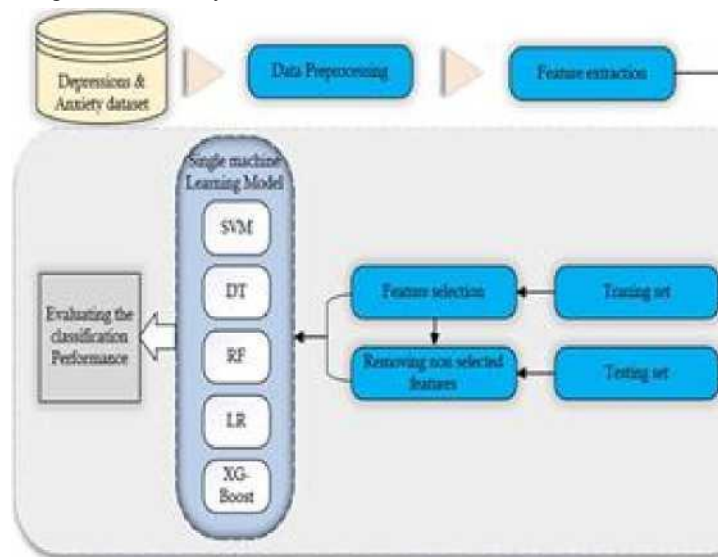 Depressions &
Anxiety dataset
Data Preprocessing
Feature extraction
Single machine
Learning Model
SVM
DT
RF
LR
XG-
Boost
Evaluating the
classification
Performance
Feature selection
Removing non selected
features
Traning set
Testing set